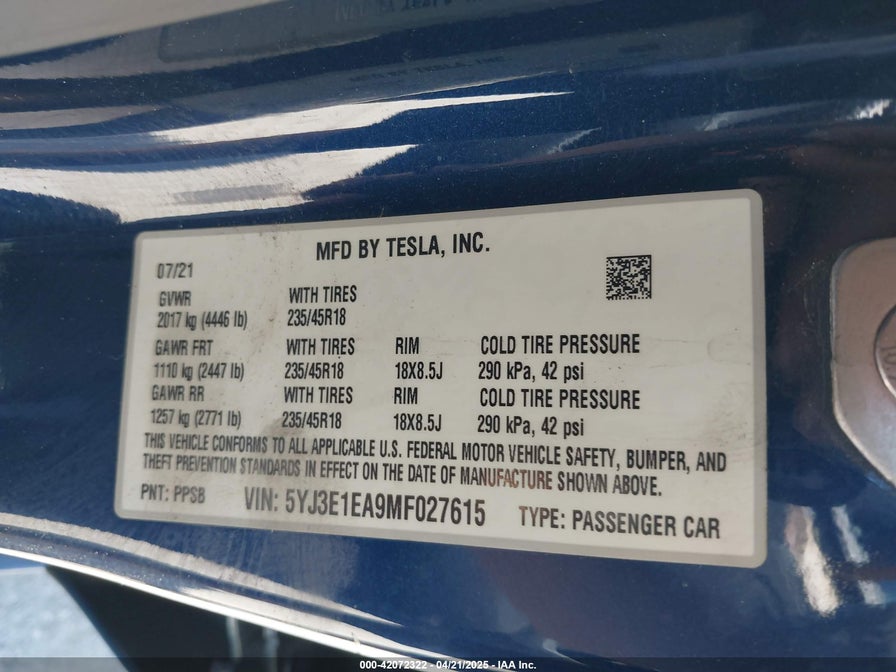 MFD BY TESLA, INC.
MFD BY TESLA, INC.
07/21
GVWR WITH TIRES
2017 kg (4446 lb) 235/45R18
GAWR FRT WITH TIRES RIM COLD TIRE PRESSURE
1110 kg (2447 lb) 235/45R18 18X8.5J 290 kPa, 42 psi
GAWR RR WITH TIRES RIM COLD TIRE PRESSURE
1257 kg (2771 lb) 235/45R18 18X8.5J 290 kPa, 42 psi
THIS VEHICLE CONFORMS TO ALL APPLICABLE U.S. FEDERAL MOTOR VEHICLE SAFETY, BUMPER, AND
THEFT PREVENTION STANDARDS IN EFFECT ON THE DATE OF MANUFACTURE SHOWN ABOVE.
PNT: PPSB VIN: 5YJ3E1EA9MF027615 TYPE: PASSENGER CAR
000-42072322 - 04/21/2025 - IAA Inc.